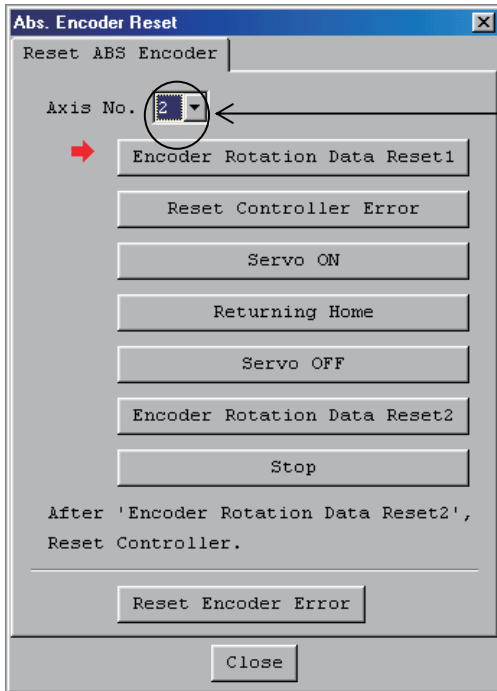 Abs. Encoder Reset
Reset ABS Encoder
Axis No. 2
Encoder Rotation Data Reset1
Reset Controller Error
Servo ON
Returning Home
Servo OFF
Encoder Rotation Data Reset2
Stop
After 'Encoder Rotation Data Reset2',
Reset Controller.
Reset Encoder Error
Close